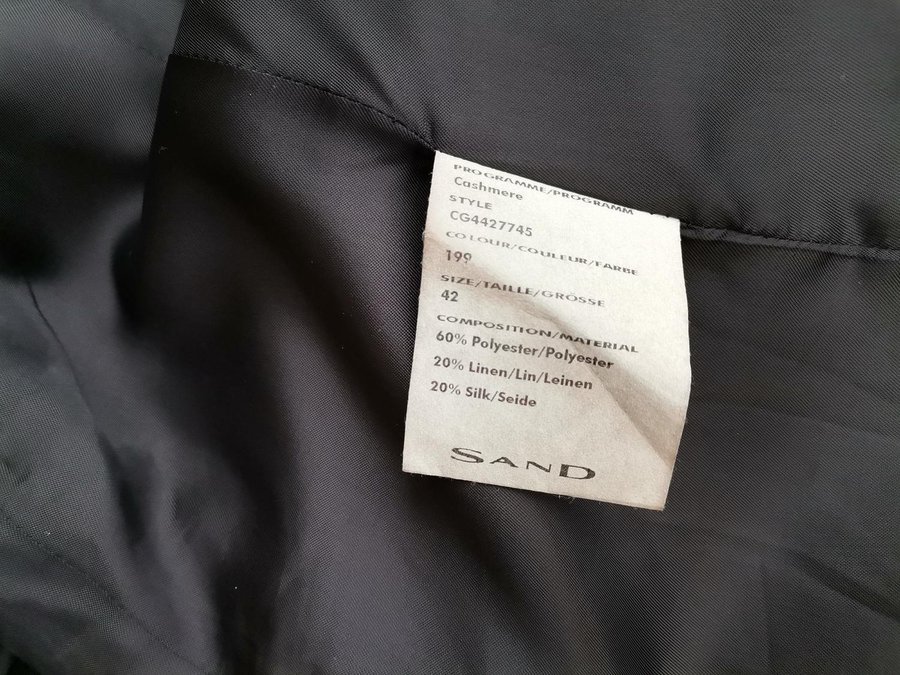 PROGRAMME/PROGRAMM
Cashmere
STYLE
CG4427745
COLOUR/COULEUR/FARBE
199
SIZE/TAILLE/GRÖSSE
42
COMPOSITION/MATERIAL
60% Polyester/Polyester
20% Linen/Lin/Leinen
20% Silk/Seide
SAND